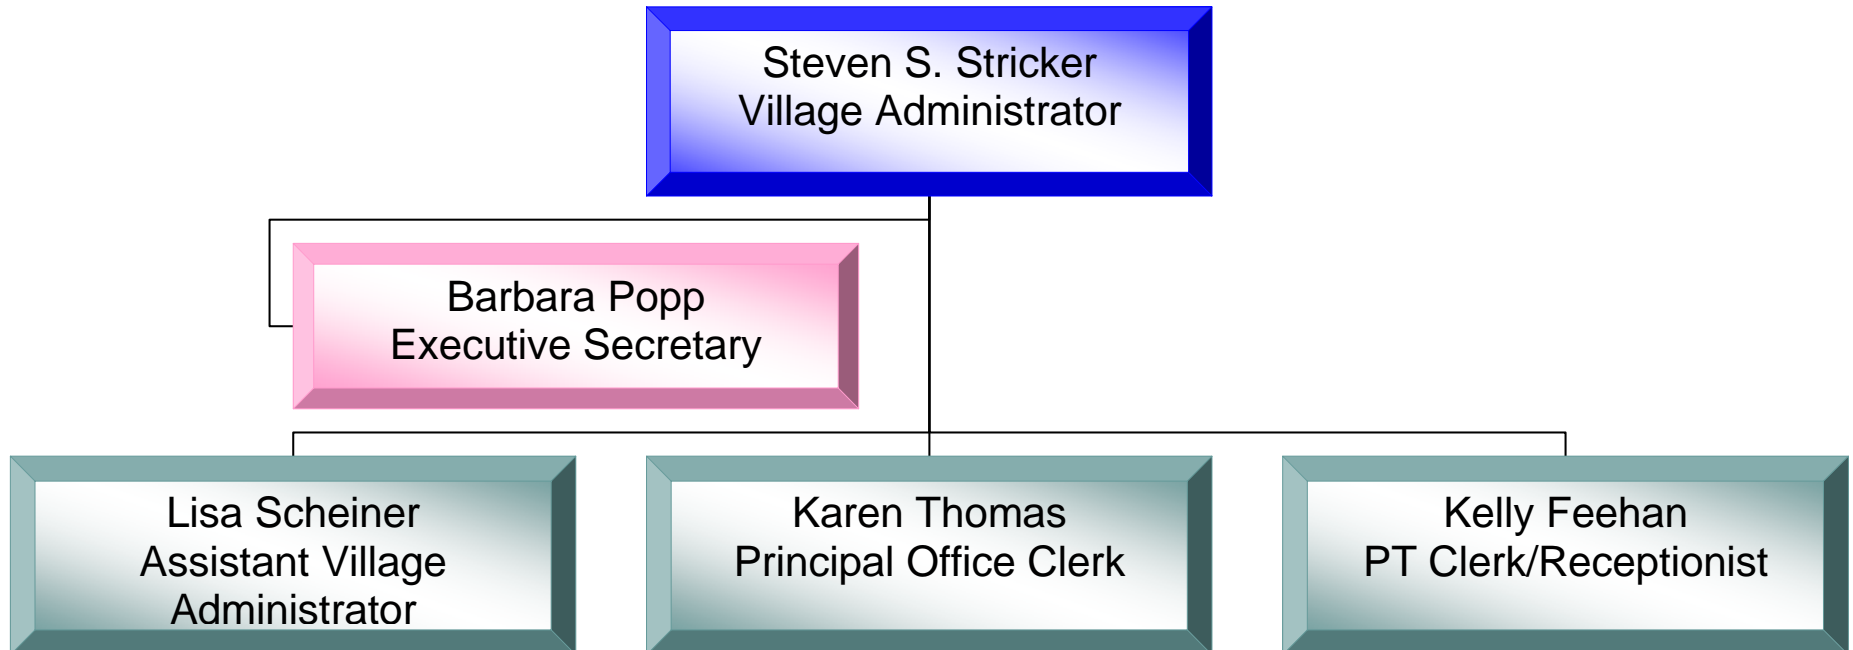 Steven S. Stricker
Village Administrator
Barbara Popp
Executive Secretary
Lisa Scheiner
Assistant Village
Administrator
Karen Thomas
Principal Office Clerk
Kelly Feehan
PT Clerk/Receptionist